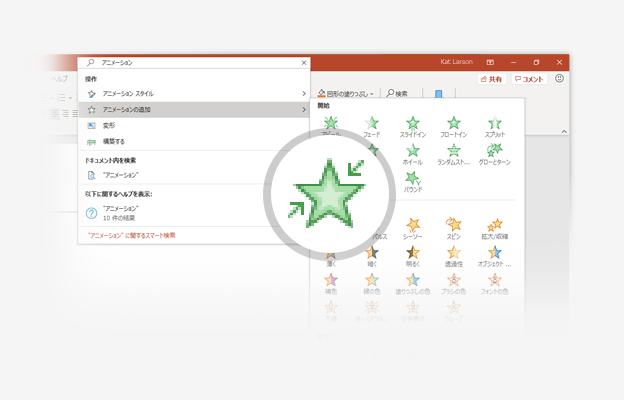 アニメーション
Kat Larson
ヘルプ
共有
コメント
操作
アニメーション スタイル
アニメーションの追加
変形
構築する
ドキュメント内を検索
"アニメーション"
以下に関するヘルプを表示:
"アニメーション"
10 件の結果
"アニメーション" に関するスマート検索
図形の塗りつぶし
検索
開始
フェード
スライドイン
フロートイン
スプリット
ホイール
ランダムスト...
グローとターン
バウンド
パルス
シーソー
スピン
拡大/収縮
薄く
暗く
明るく
透過性
オブジェクト ...
補色
線の色
塗りつぶしの色
ブラシの色
フォントの色